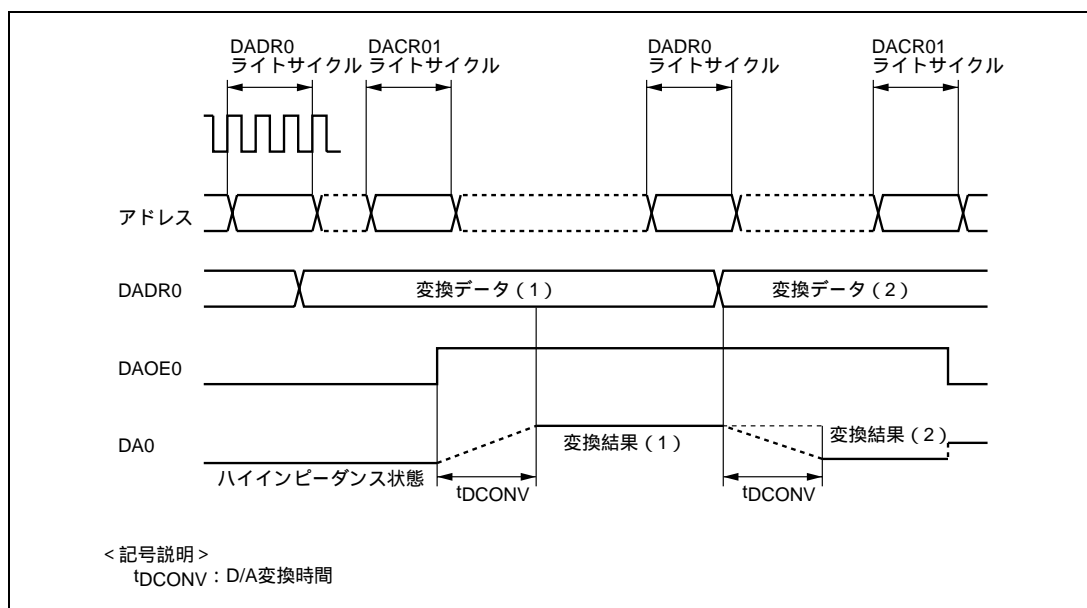 DADR0
ライトサイクル
DACR01
ライトサイクル
DADR0
ライトサイクル
DACR01
ライトサイクル
アドレス
DADR0
変換データ（1）
変換データ（2）
DAOE0
DA0
変換結果（1）
変換結果（2）
ハイインピーダンス状態
tDCONV
tDCONV
＜記号説明＞
tDCONV：D/A変換時間